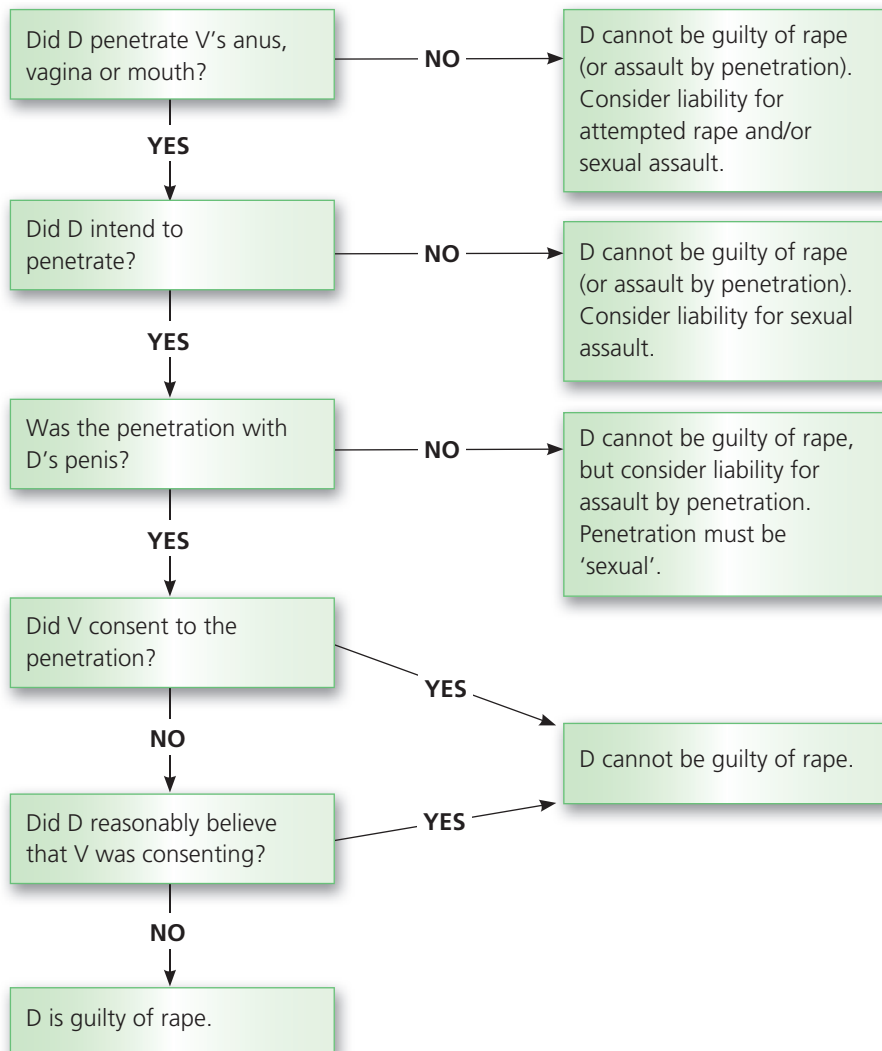 Did D penetrate V's anus,
vagina or mouth?
NO
D cannot be guilty of rape
(or assault by penetration).
Consider liability for
attempted rape and/or
sexual assault.
YES
Did D intend to
penetrate?
NO
D cannot be guilty of rape
(or assault by penetration).
Consider liability for sexual
assault.
YES
Was the penetration with
D's penis?
NO
D cannot be guilty of rape,
but consider liability for
assault by penetration.
Penetration must be
‘sexual’.
YES
Did V consent to the
penetration?
YES
NO
D cannot be guilty of rape.
Did D reasonably believe
that V was consenting?
YES
NO
D is guilty of rape.